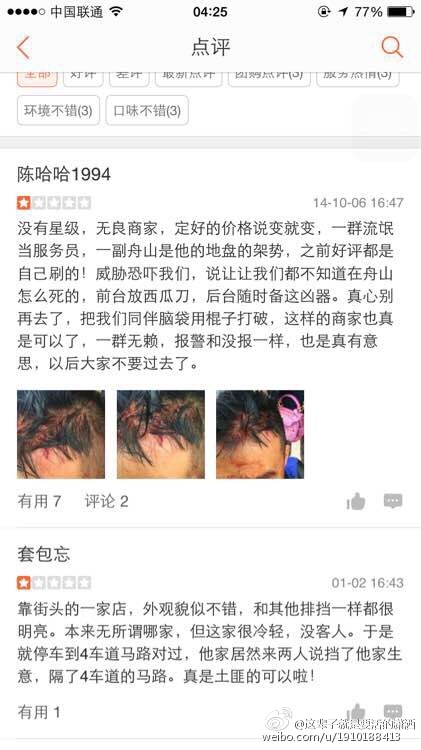 中国联通 04:25 77%
点评
全部 好评 差评 最新点评 团购点评(3) 服务热情(3)
环境不错(3) 口味不错(3)
陈哈哈1994
14-10-06 16:47
没有星级，无良商家，定好的价格说变就变，一群流氓
当服务员，一副舟山是他的地盘的架势，之前好评都是
自己刷的！威胁恐吓我们，说让让我们都不知道在舟山
怎么死的，前台放西瓜刀，后台随时备这凶器。真心别
再去了，把我们同伴脑袋用棍子打破，这样的商家也真
是可以了，一群无赖，报警和没报一样，也是真有意
思，以后大家不要过去了。
有用 7 评论 2
套包忘
01-02 16:43
靠街头的一家店，外观貌似不错，和其他排挡一样都很
明亮。本来无所谓哪家，但这家很冷轻，没客人。于是
就停车到4车道马路对过，他家居然来两人说挡了他家生
意，隔了4车道的马路。真是土匪的可以啦！
有用 1
weibo.com/u/1910188413